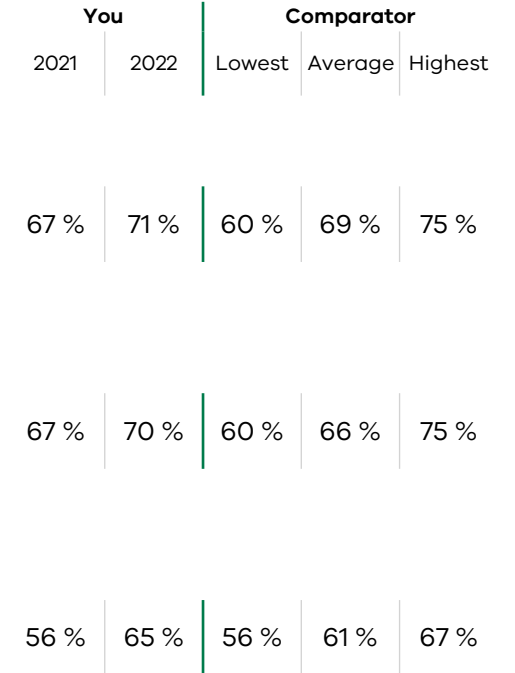 You Comparator
2021 2022 Lowest Average Highest
67 % 71 % 60 % 69 % 75 %
67 % 70 % 60 % 66 % 75 %
56 % 65 % 56 % 61 % 67 %